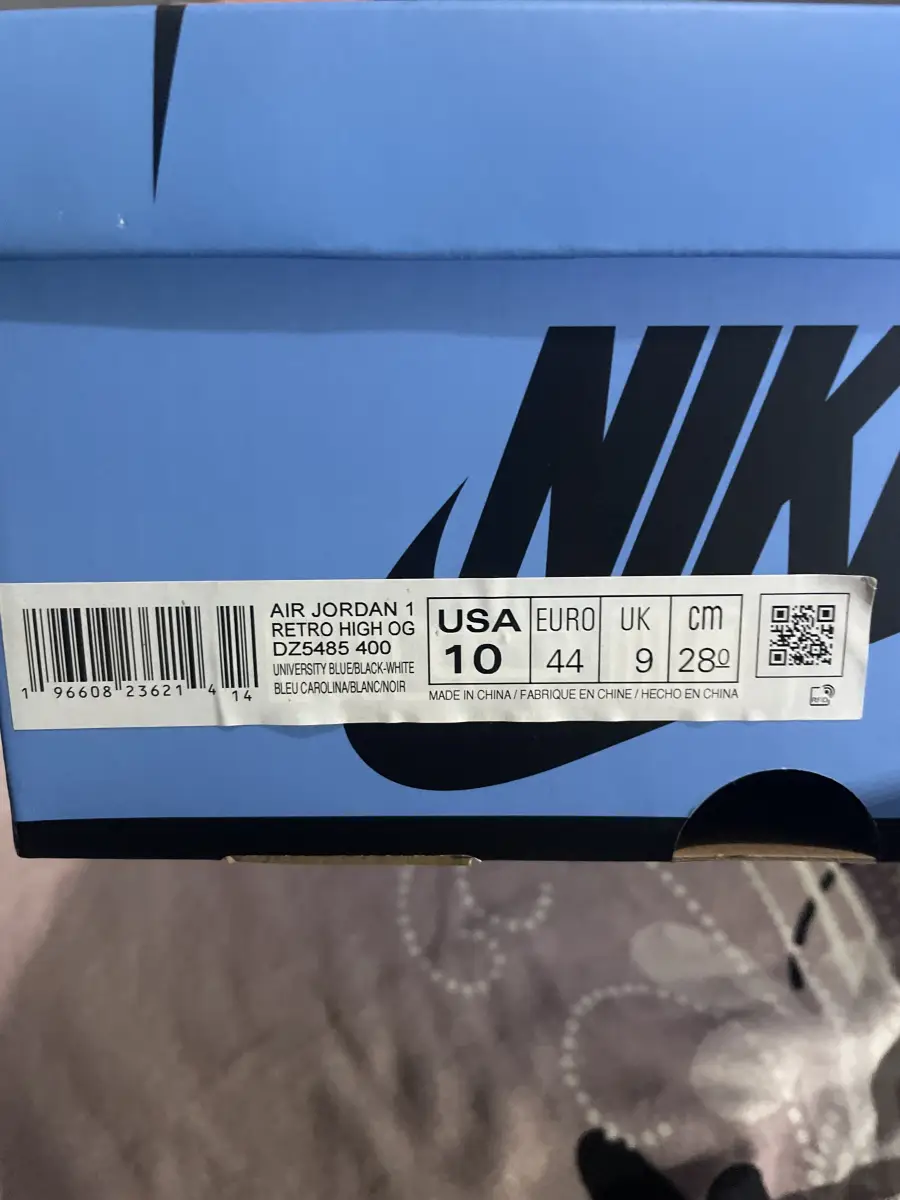 NIK
AIR JORDAN 1
RETRO HIGH OG
DZ5485 400
UNIVERSITY BLUE/BLACK-WHITE
BLEU CAROLINA/BLANC/NOIR
1 96608 23621 4 14
USA EURO UK cm
10 44 9 280
MADE IN CHINA / FABRIQUE EN CHINE / HECHO EN CHINA
RFID